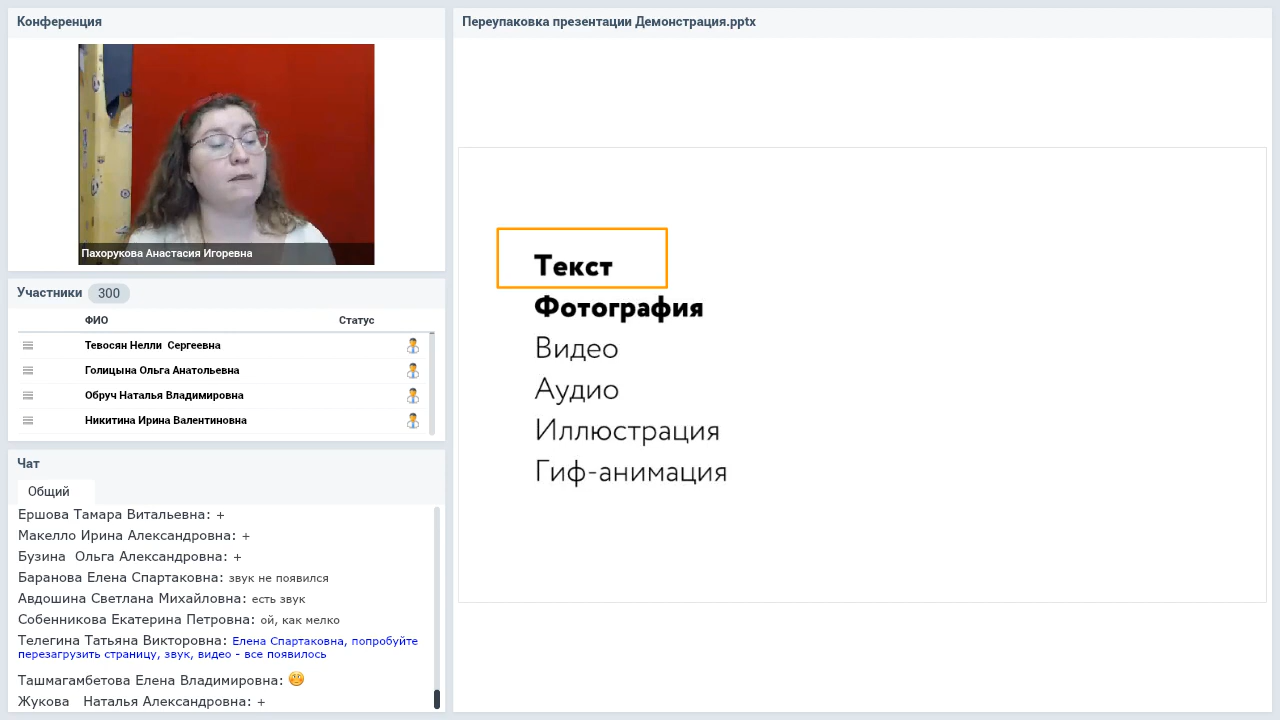 Конференция
Пахорукова Анастасия Игоревна
Участники 300
ФИО Статус
Тевосян Нелли  Сергеевна
Голицына Ольга Анатольевна
Обруч Наталья Владимировна
Никитина Ирина Валентиновна
Чат
Общий
Ершова Тамара Витальевна: +
Макелло Ирина Александровна: +
Бузина  Ольга Александровна: +
Баранова Елена Спартаковна: звук не появился
Авдошина Светлана Михайловна: есть звук
Собенникова Екатерина Петровна: ой, как мелко
Телегина Татьяна Викторовна: Елена Спартаковна, попробуйте
перезагрузить страницу, звук, видео - все появилось
Ташмагамбетова Елена Владимировна:
Жукова   Наталья Александровна: +
Переупаковка презентации Демонстрация.pptx
Текст
Фотография
Видео
Аудио
Иллюстрация
Гиф-анимация